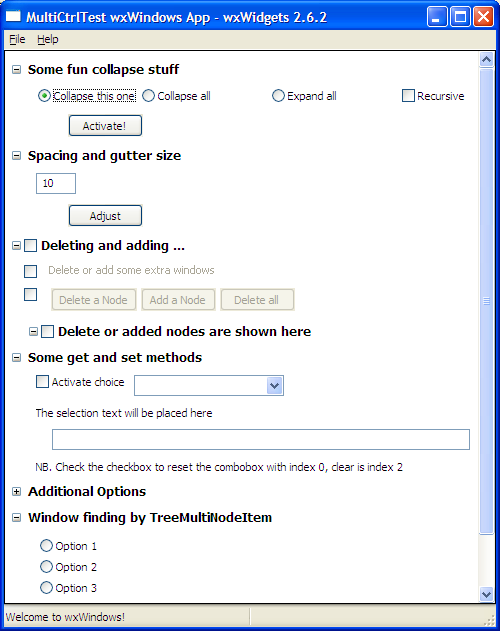 MultiCtrlTest wxWindows App - wxWidgets 2.6.2
File Help
Some fun collapse stuff
Collapse this one Collapse all Expand all Recursive
Activate!
Spacing and gutter size
10
Adjust
Deleting and adding ...
Delete or add some extra windows
Delete a Node Add a Node Delete all
Delete or added nodes are shown here
Some get and set methods
Activate choice
The selection text will be placed here
NB. Check the checkbox to reset the combobox with index 0, clear is index 2
Additional Options
Window finding by TreeMultiNodeItem
Option 1
Option 2
Option 3
Welcome to wxWindows!